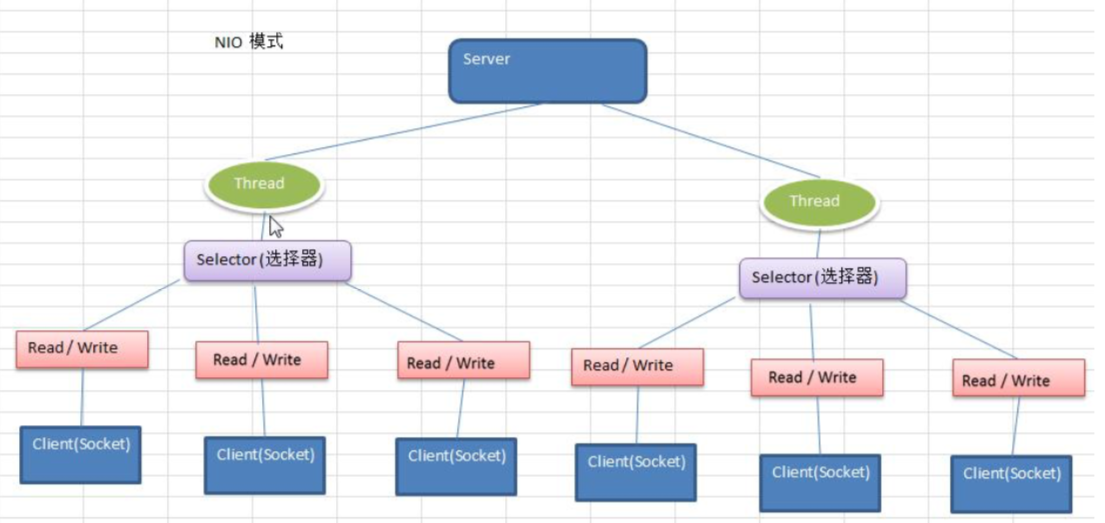 NIO 模式
Server
Thread
Thread
Selector(选择器)
Selector(选择器)
Read / Write
Read / Write
Read / Write
Read / Write
Read / Write
Read / Write
Client(Socket)
Client(Socket)
Client(Socket)
Client(Socket)
Client(Socket)
Client(Socket)